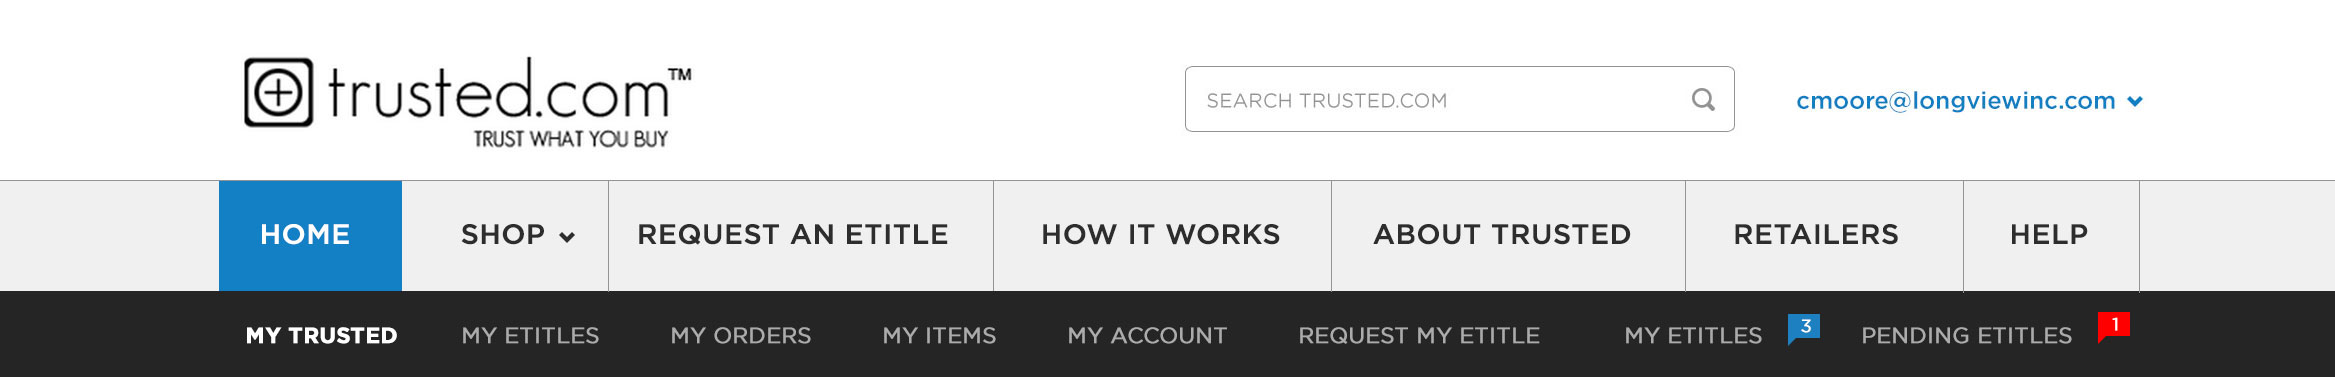 trusted.com™
TRUST WHAT YOU BUY
SEARCH TRUSTED.COM
cmoore@longviewinc.com
HOME SHOP REQUEST AN ETITLE HOW IT WORKS ABOUT TRUSTED RETAILERS HELP
MY TRUSTED MY ETITLES MY ORDERS MY ITEMS MY ACCOUNT REQUEST MY ETITLE MY ETITLES 3 PENDING ETITLES 1